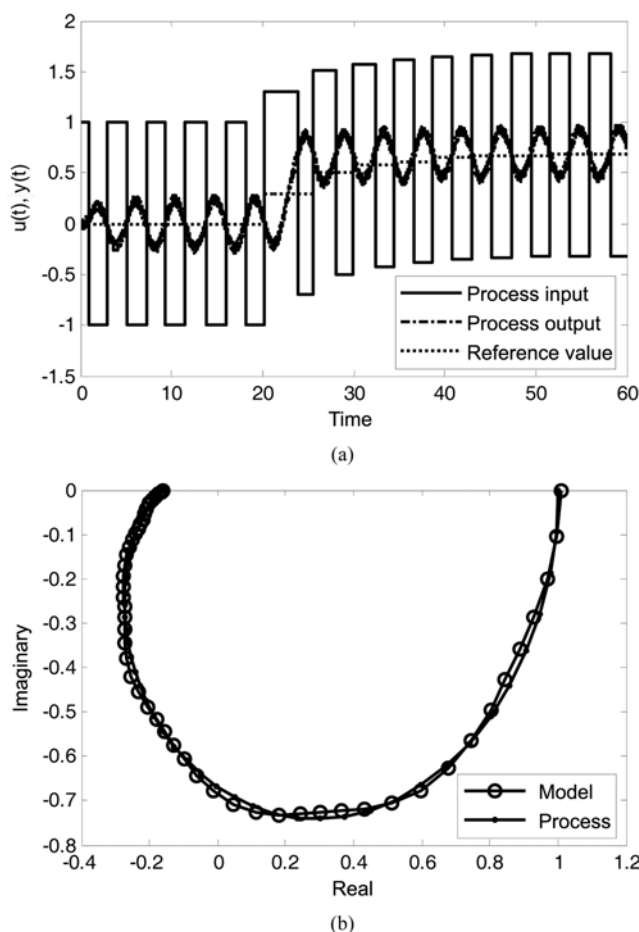 2
1.5
1
0.5
0
-0.5
-1
-1.5
u(t), y(t)
Process input
Process output
Reference value
0 10 20 30 40 50 60
Time
(a)
0
-0.1
-0.2
-0.3
-0.4
-0.5
-0.6
-0.7
-0.8
Imaginary
Model
Process
-0.4 -0.2 0 0.2 0.4 0.6 0.8 1 1.2
Real
(b)